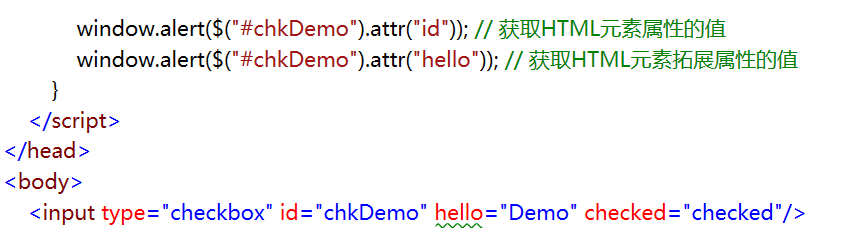 window.alert($("#chkDemo").attr("id")); // 获取HTML元素属性的值
window.alert($("#chkDemo").attr("hello")); // 获取HTML元素拓展属性的值
}
</script>
</head>
<body>
<input type="checkbox" id="chkDemo" hello="Demo" checked="checked"/>